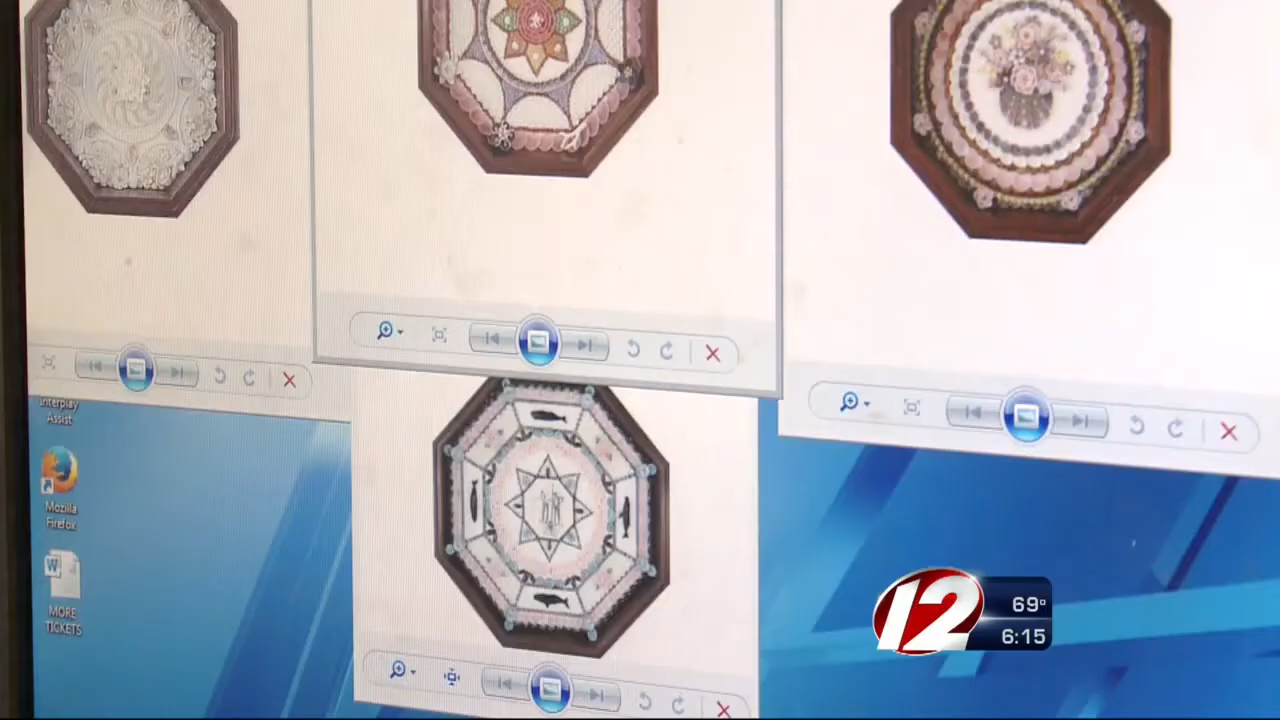 Interplay
Assist
Mozilla
Firefox
W
MORE
TICKETS
12
69°
6:15